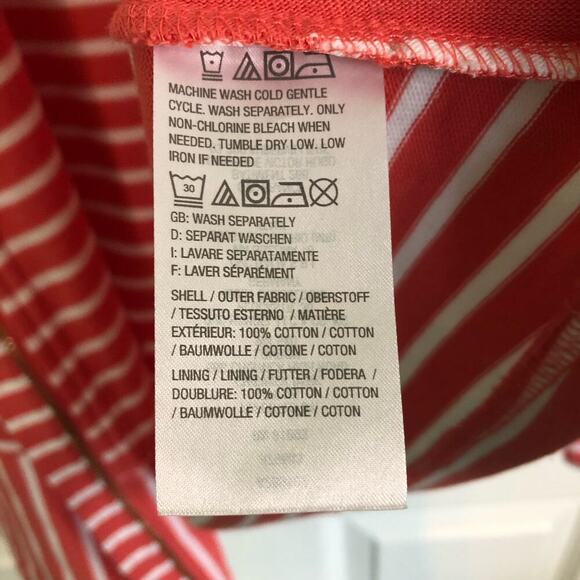 MACHINE WASH COLD GENTLE
CYCLE. WASH SEPARATELY. ONLY
NON-CHLORINE BLEACH WHEN
NEEDED. TUMBLE DRY LOW. LOW
IRON IF NEEDED
30
GB: WASH SEPARATELY
D: SEPARAT WASCHEN
I: LAVARE SEPARATAMENTE
F: LAVER SÉPARÉMENT
SHELL / OUTER FABRIC / OBERSTOFF
/ TESSUTO ESTERNO / MATIÈRE
EXTÉRIEUR: 100% COTTON / COTTON
/ BAUMWOLLE / COTONE / COTON
LINING / LINING / FUTTER / FODERA /
DOUBLURE: 100% COTTON / COTTON
/ BAUMWOLLE / COTONE / COTON